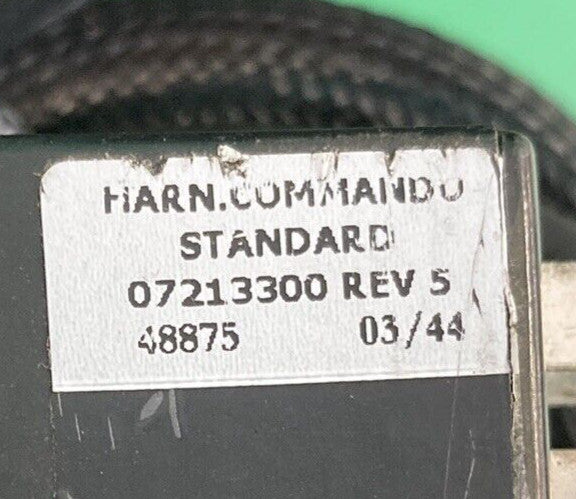 HARN.COMMANDO
STANDARD
07213300 REV 5
48875 03/44